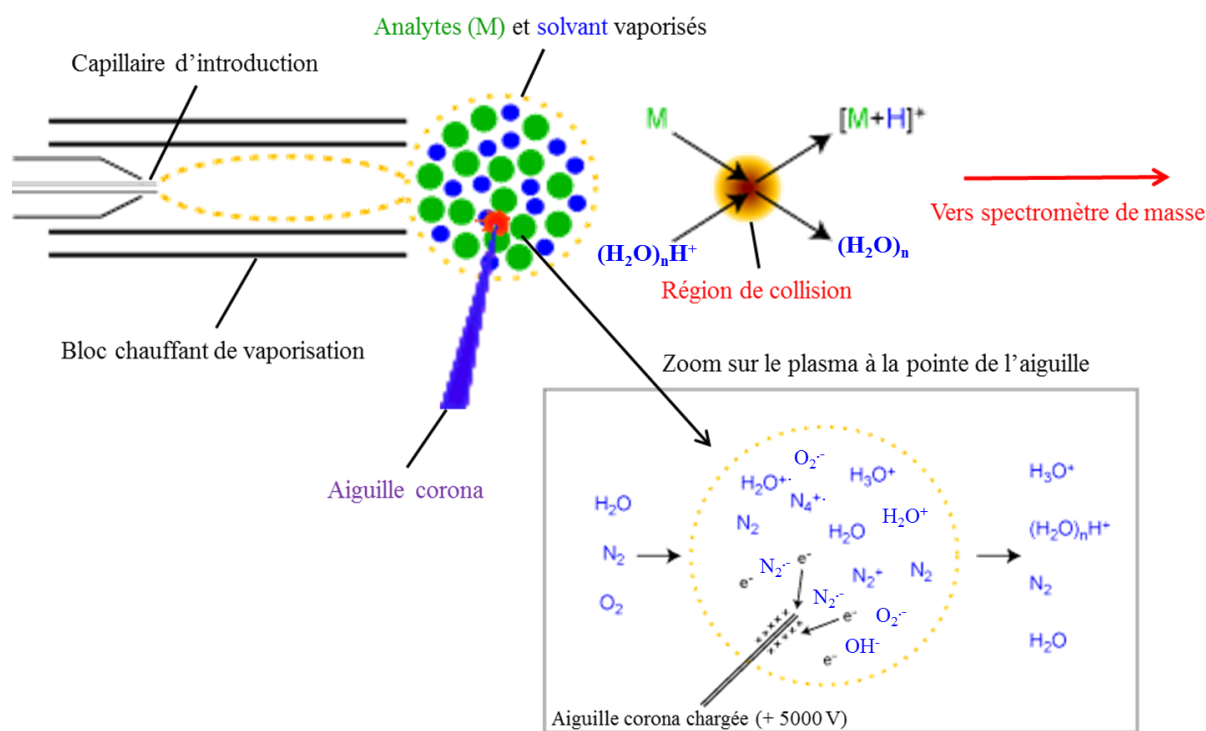 Analytes (M) et solvant vaporisés
Capillaire d’introduction
M
[M+H]⁺
(H₂O)ₙH⁺
(H₂O)ₙ
Vers spectromètre de masse
Région de collision
Bloc chauffant de vaporisation
Zoom sur le plasma à la pointe de l’aiguille
Aiguille corona
H₂O
N₂
O₂
O₂·⁻
H₂O⁺·
H₃O⁺
N₄⁺·
N₂
H₂O
H₂O⁺
N₂·⁻
e⁻
e⁻
N₂⁺
N₂
N₂·⁻
e⁻
O₂·⁻
OH⁻
e⁻
+ + + + +
+ + + + +
H₃O⁺
(H₂O)ₙH⁺
N₂
H₂O
Aiguille corona chargée (+ 5000 V)